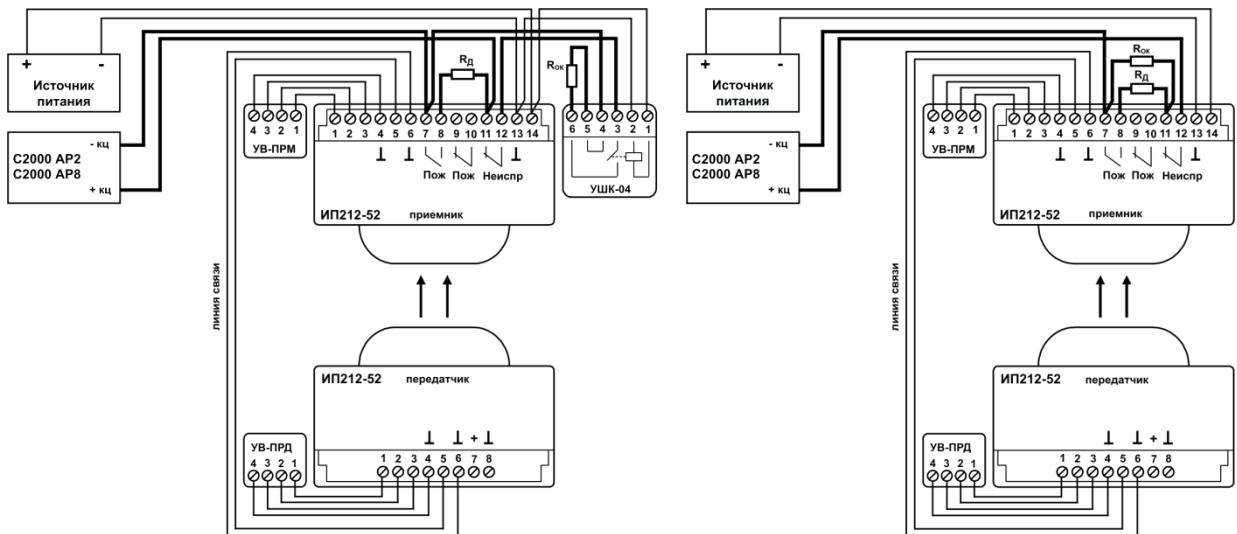 + -
Источник
питания
С2000 АР2
С2000 АР8
- кц
+ кц
4 3 2 1
УВ-ПРМ
RД
1 2 3 4 5 6 7 8 9 10 11 12 13 14
Пож Пож Неиспр
ИП212-52 приемник
Rок
6 5 4 3 2 1
УШК-04
линия связи
ИП212-52 передатчик
+
1 2 3 4 5 6 7 8
УВ-ПРД
4 3 2 1
+ -
Источник
питания
С2000 АР2
С2000 АР8
- кц
+ кц
4 3 2 1
УВ-ПРМ
Rок
RД
1 2 3 4 5 6 7 8 9 10 11 12 13 14
Пож Пож Неиспр
ИП212-52 приемник
линия связи
ИП212-52 передатчик
+
1 2 3 4 5 6 7 8
УВ-ПРД
4 3 2 1